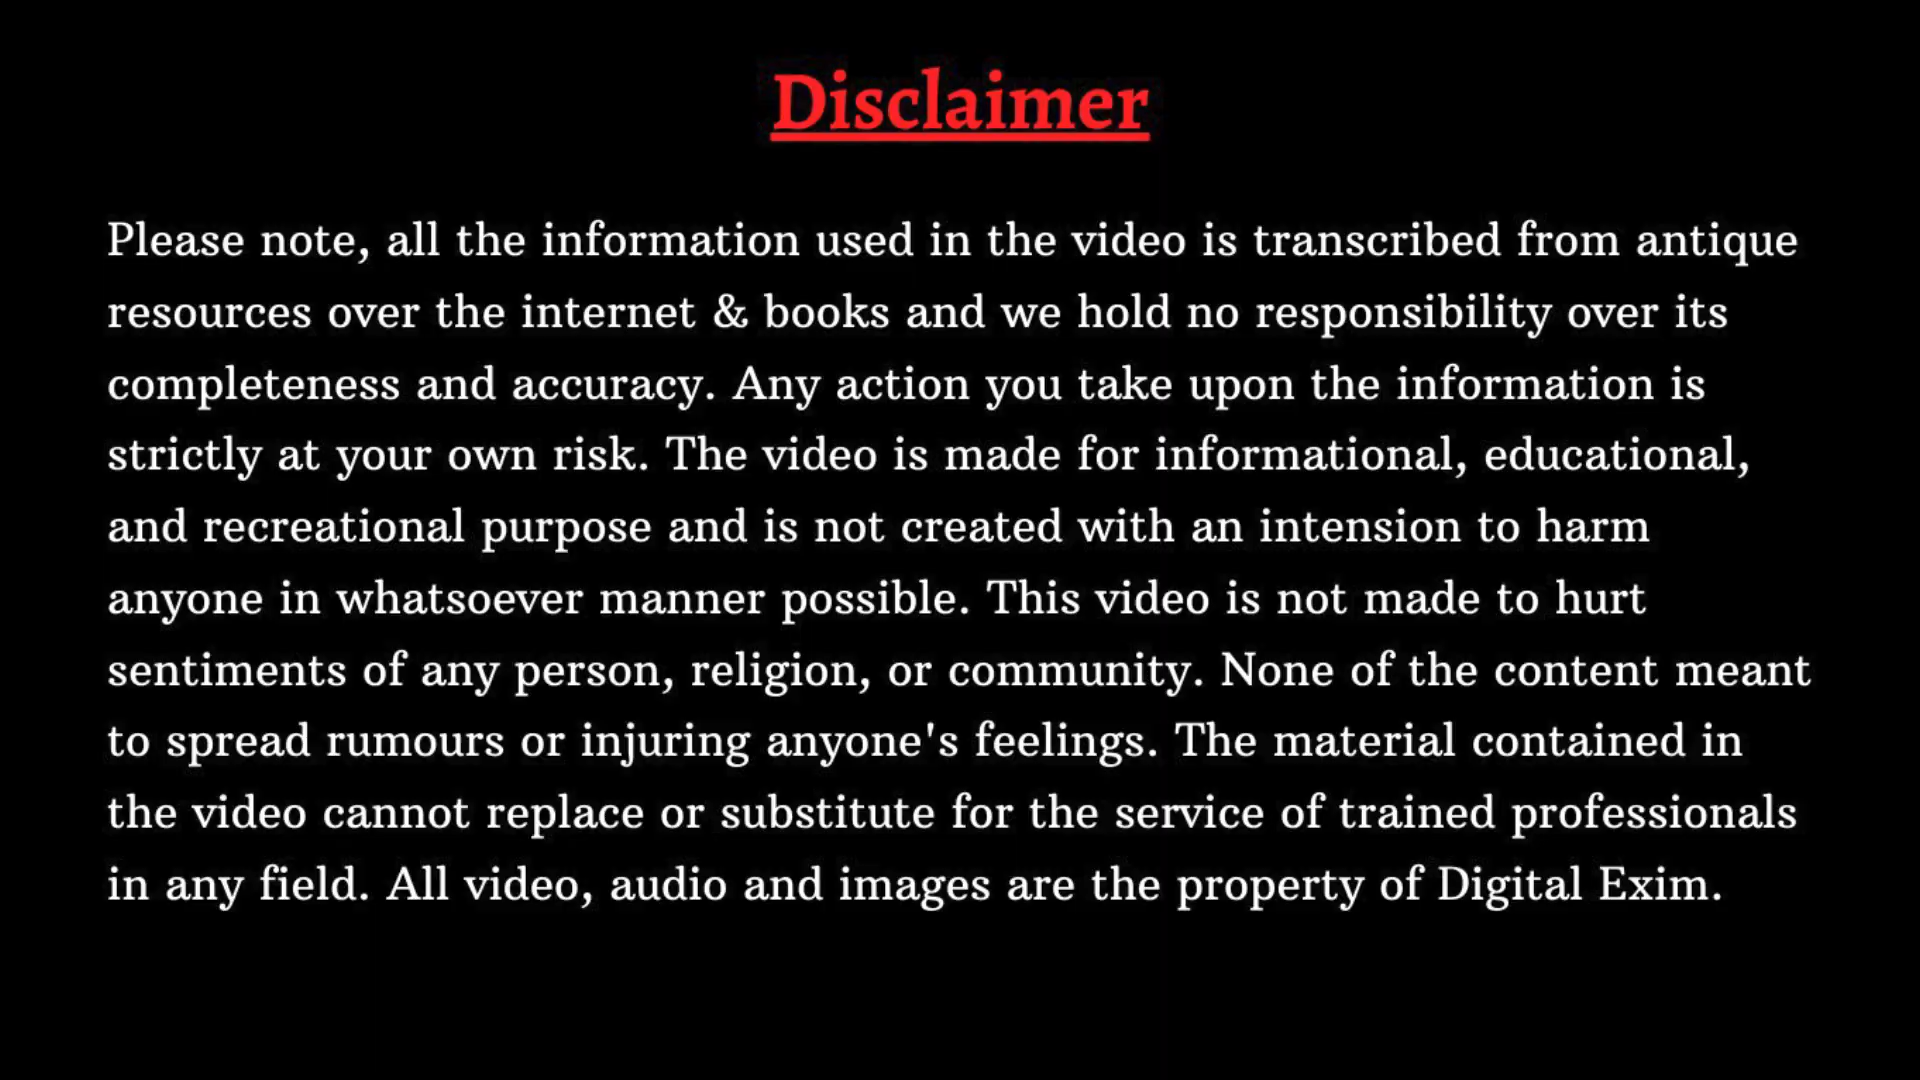 Disclaimer
Please note, all the information used in the video is transcribed from antique
resources over the internet & books and we hold no responsibility over its
completeness and accuracy. Any action you take upon the information is
strictly at your own risk. The video is made for informational, educational,
and recreational purpose and is not created with an intension to harm
anyone in whatsoever manner possible. This video is not made to hurt
sentiments of any person, religion, or community. None of the content meant
to spread rumours or injuring anyone's feelings. The material contained in
the video cannot replace or substitute for the service of trained professionals
in any field. All video, audio and images are the property of Digital Exim.